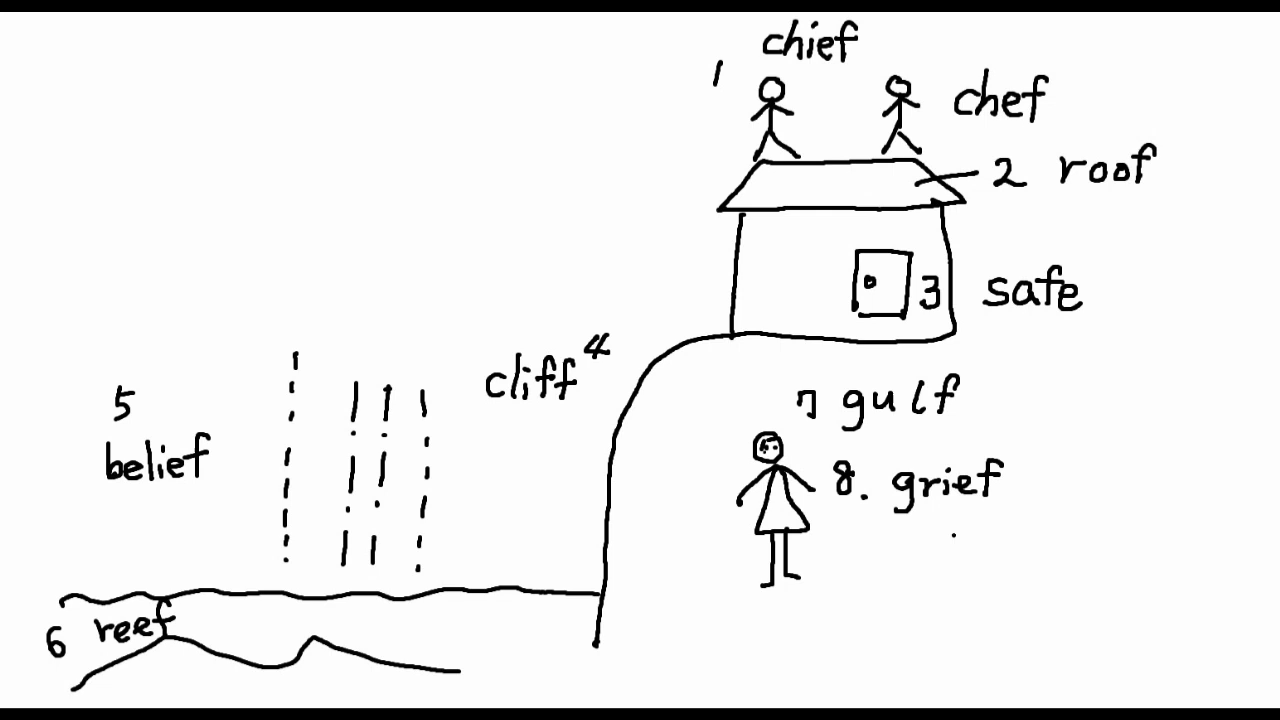 chief
1
chef
2 roof
3 safe
cliff 4
5
belief
7 gulf
8. grief
6 reef